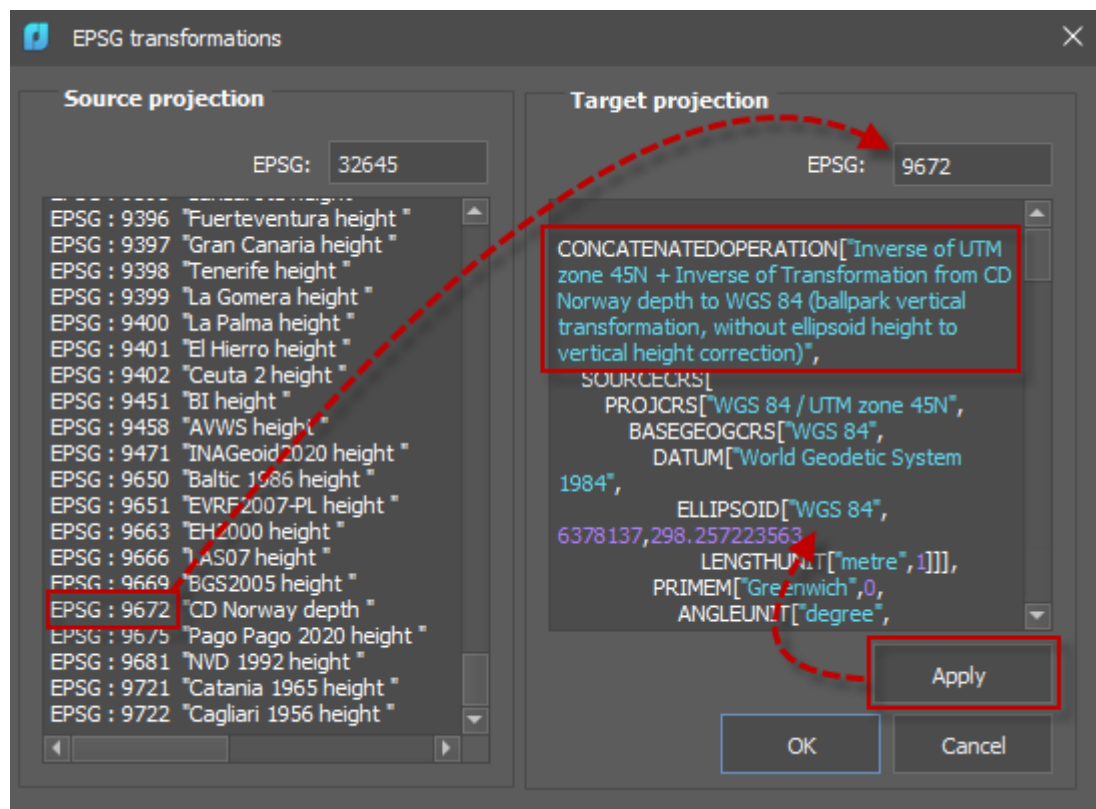 EPSG transformations
Source projection
EPSG: 32645
EPSG : 9396 "Fuerteventura height "
EPSG : 9397 "Gran Canaria height "
EPSG : 9398 "Tenerife height "
EPSG : 9399 "La Gomera height "
EPSG : 9400 "La Palma height "
EPSG : 9401 "El Hierro height "
EPSG : 9402 "Ceuta 2 height "
EPSG : 9451 "BI height "
EPSG : 9458 "AVWS height "
EPSG : 9471 "INAGeoid2020 height "
EPSG : 9650 "Baltic 1986 height "
EPSG : 9651 "EVRF2007-PL height "
EPSG : 9663 "EH2000 height "
EPSG : 9666 "LAS07 height "
EPSG : 9669 "BGS2005 height "
EPSG : 9672 "CD Norway depth "
EPSG : 9675 "Pago Pago 2020 height "
EPSG : 9681 "NVD 1992 height "
EPSG : 9721 "Catania 1965 height "
EPSG : 9722 "Cagliari 1956 height "
Target projection
EPSG: 9672
CONCATENATEDOPERATION["Inverse of UTM
zone 45N + Inverse of Transformation from CD
Norway depth to WGS 84 (ballpark vertical
transformation, without ellipsoid height to
vertical height correction)",
SOURCECRS[
PROJCRS["WGS 84 / UTM zone 45N",
BASEGEOGCRS["WGS 84",
DATUM["World Geodetic System
1984",
ELLIPSOID["WGS 84",
6378137,298.257223563,
LENGTHUNIT["metre",1]]],
PRIMEM["Greenwich",0,
ANGLEUNIT["degree",
Apply
OK
Cancel